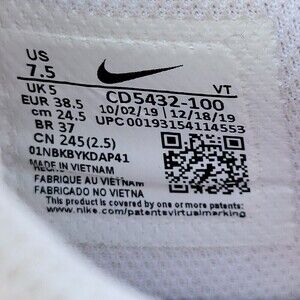 US
7.5
VT
UK 5
CD5432-100
EUR 38.5
10/02/19 | 12/18/19
cm 24.5
UPC 00193154114553
BR 37
CN 245(2.5)
01NBKBYKDAP41
MADE IN VIETNAM
FABRIQUE AU VIETNAM
FABRICADO NO VIETNA
This product is covered by one or more
www.nike.com/patentsvirtualmarking